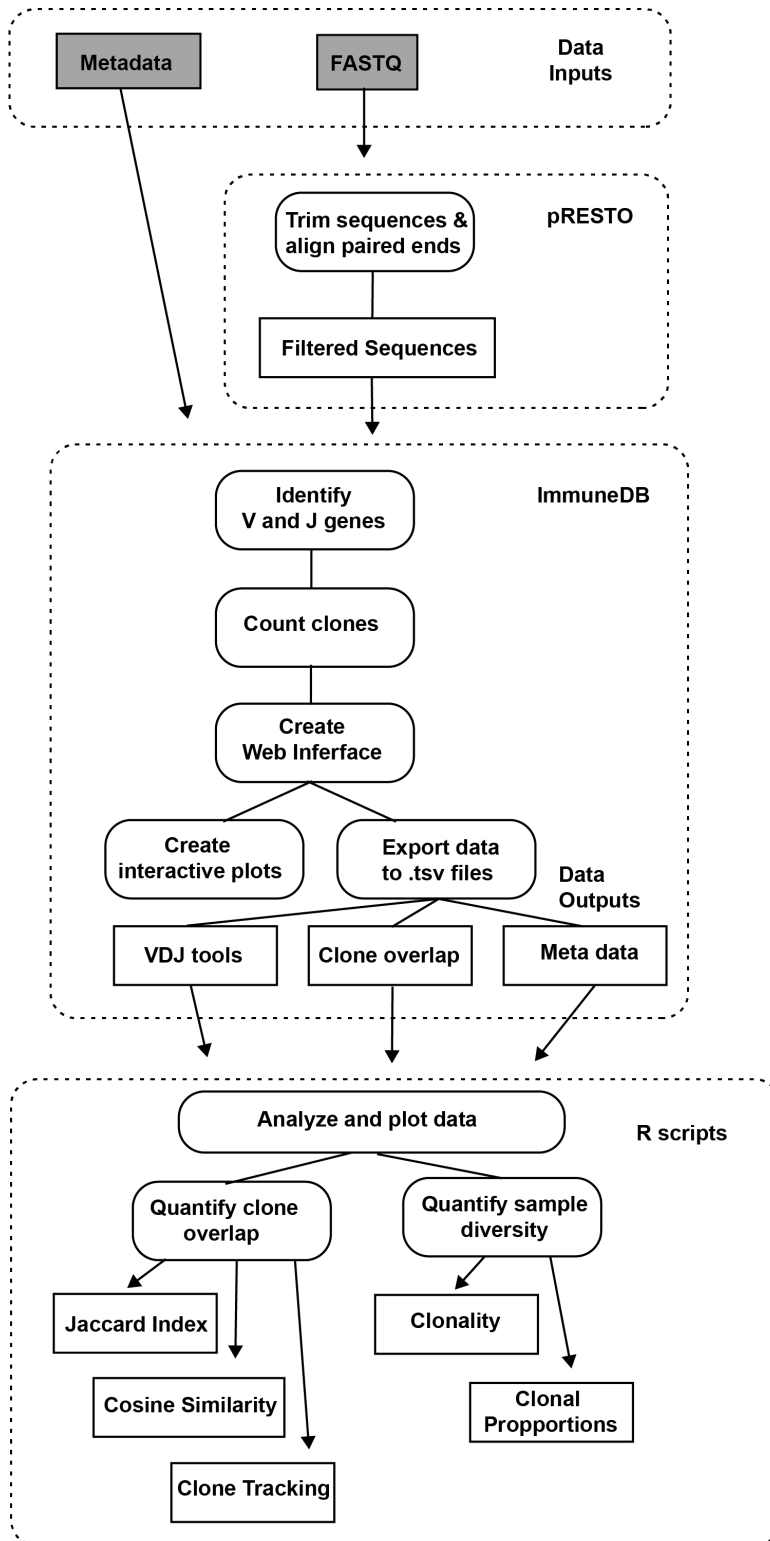 Metadata
FASTQ
Data
Inputs
Trim sequences &
align paired ends
pRESTO
Filtered Sequences
Identify
V and J genes
ImmuneDB
Count clones
Create
Web Inferface
Create
interactive plots
Export data
to .tsv files
Data
Outputs
VDJ tools
Clone overlap
Meta data
Analyze and plot data
R scripts
Quantify clone
overlap
Quantify sample
diversity
Jaccard Index
Clonality
Cosine Similarity
Clonal
Propportions
Clone Tracking